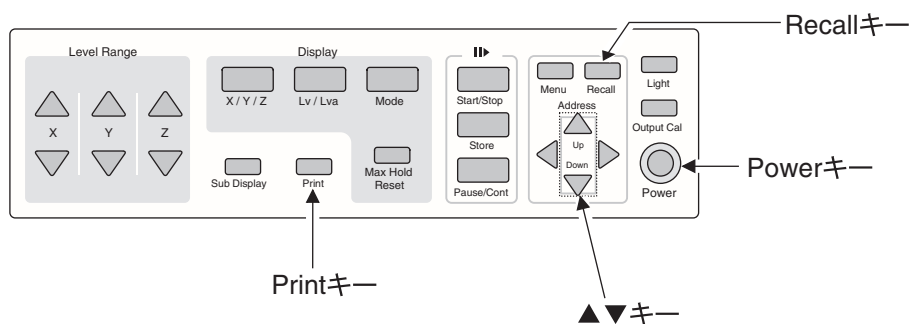 Recallキー
Level Range
Display
X
Y
Z
X / Y / Z
Lv / Lva
Mode
Sub Display
Print
Max Hold
Reset
Start/Stop
Store
Pause/Cont
Menu
Recall
Address
Up
Down
Light
Output Cal
Power
Powerキー
Printキー
▲ ▼キー